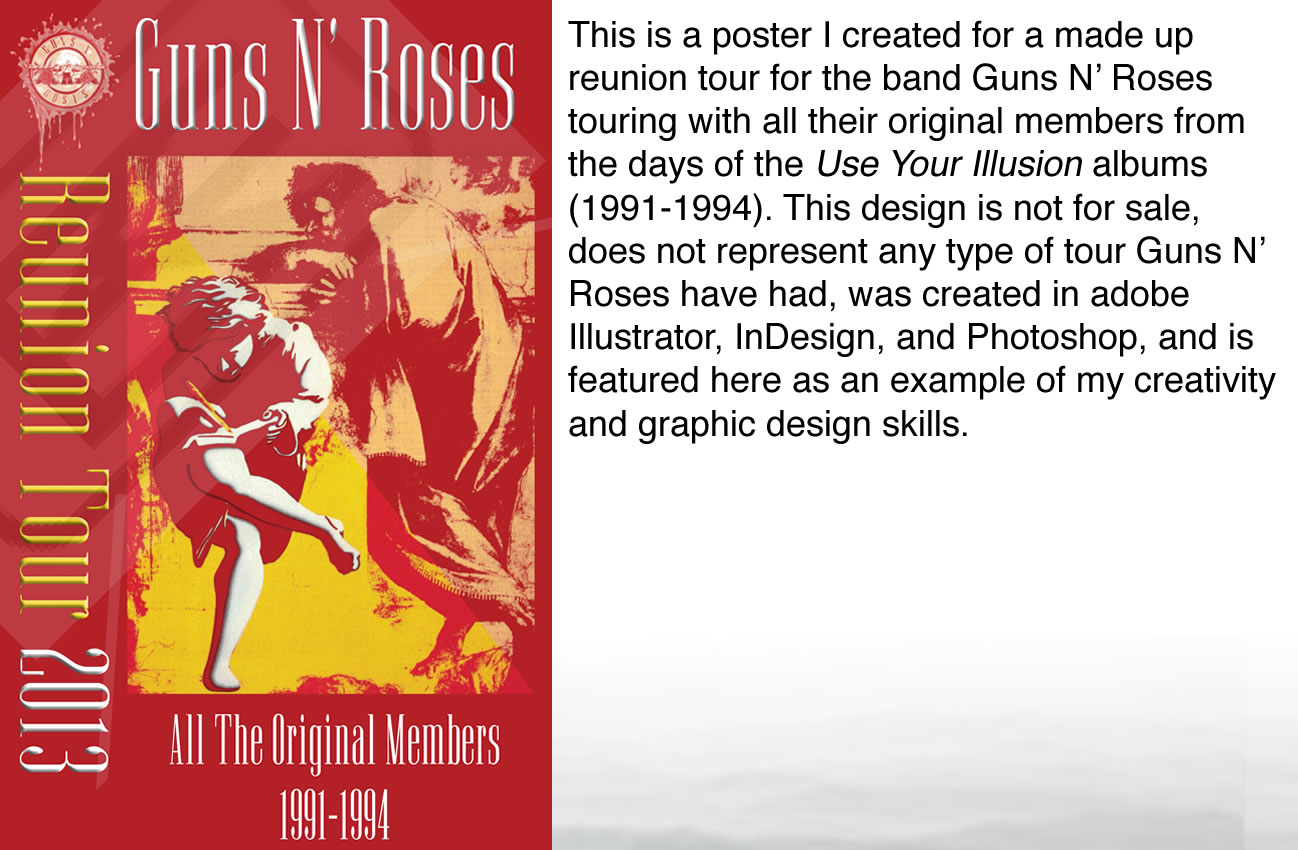 GUNS N'
ROSES
Guns N’ Roses
Reunion Tour 2013
All The Original Members
1991-1994
This is a poster I created for a made up
reunion tour for the band Guns N’ Roses
touring with all their original members from
the days of the Use Your Illusion albums
(1991-1994). This design is not for sale,
does not represent any type of tour Guns N’
Roses have had, was created in adobe
Illustrator, InDesign, and Photoshop, and is
featured here as an example of my creativity
and graphic design skills.